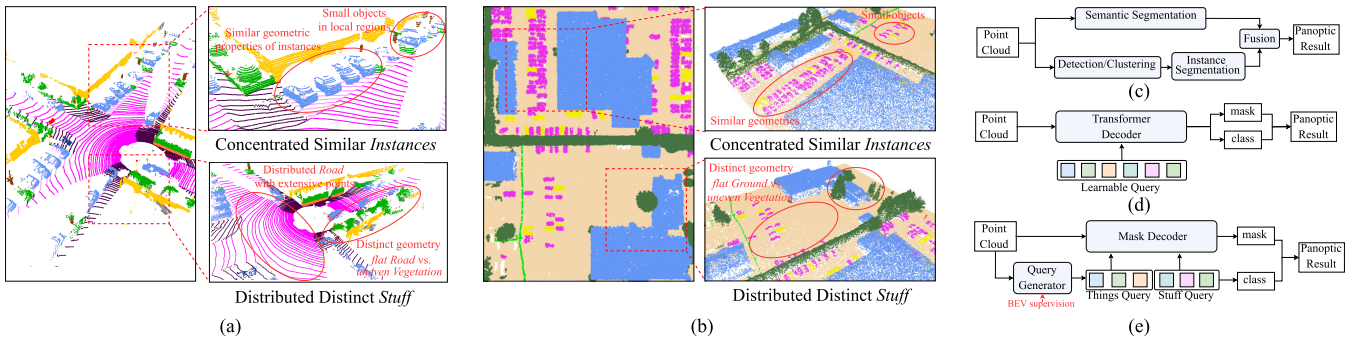 Small objects
in local regions
Similar geometric
properties of instances
Concentrated Similar Instances
Distributed Road
with extensive points
Distinct geometry
flat Road vs.
uneven Vegetation
Distributed Distinct Stuff
(a)
Small objects
Similar geometries
Concentrated Similar Instances
Distinct geometry
flat Ground vs.
uneven Vegetation
Distributed Distinct Stuff
(b)
Point
Cloud
Semantic Segmentation
Detection/Clustering
Instance
Segmentation
Fusion
Panoptic
Result
(c)
Point
Cloud
Transformer
Decoder
mask
class
Panoptic
Result
Learnable Query
(d)
Point
Cloud
Mask Decoder
mask
Panoptic
Result
Query
Generator
Things Query
Stuff Query
class
BEV supervision
(e)